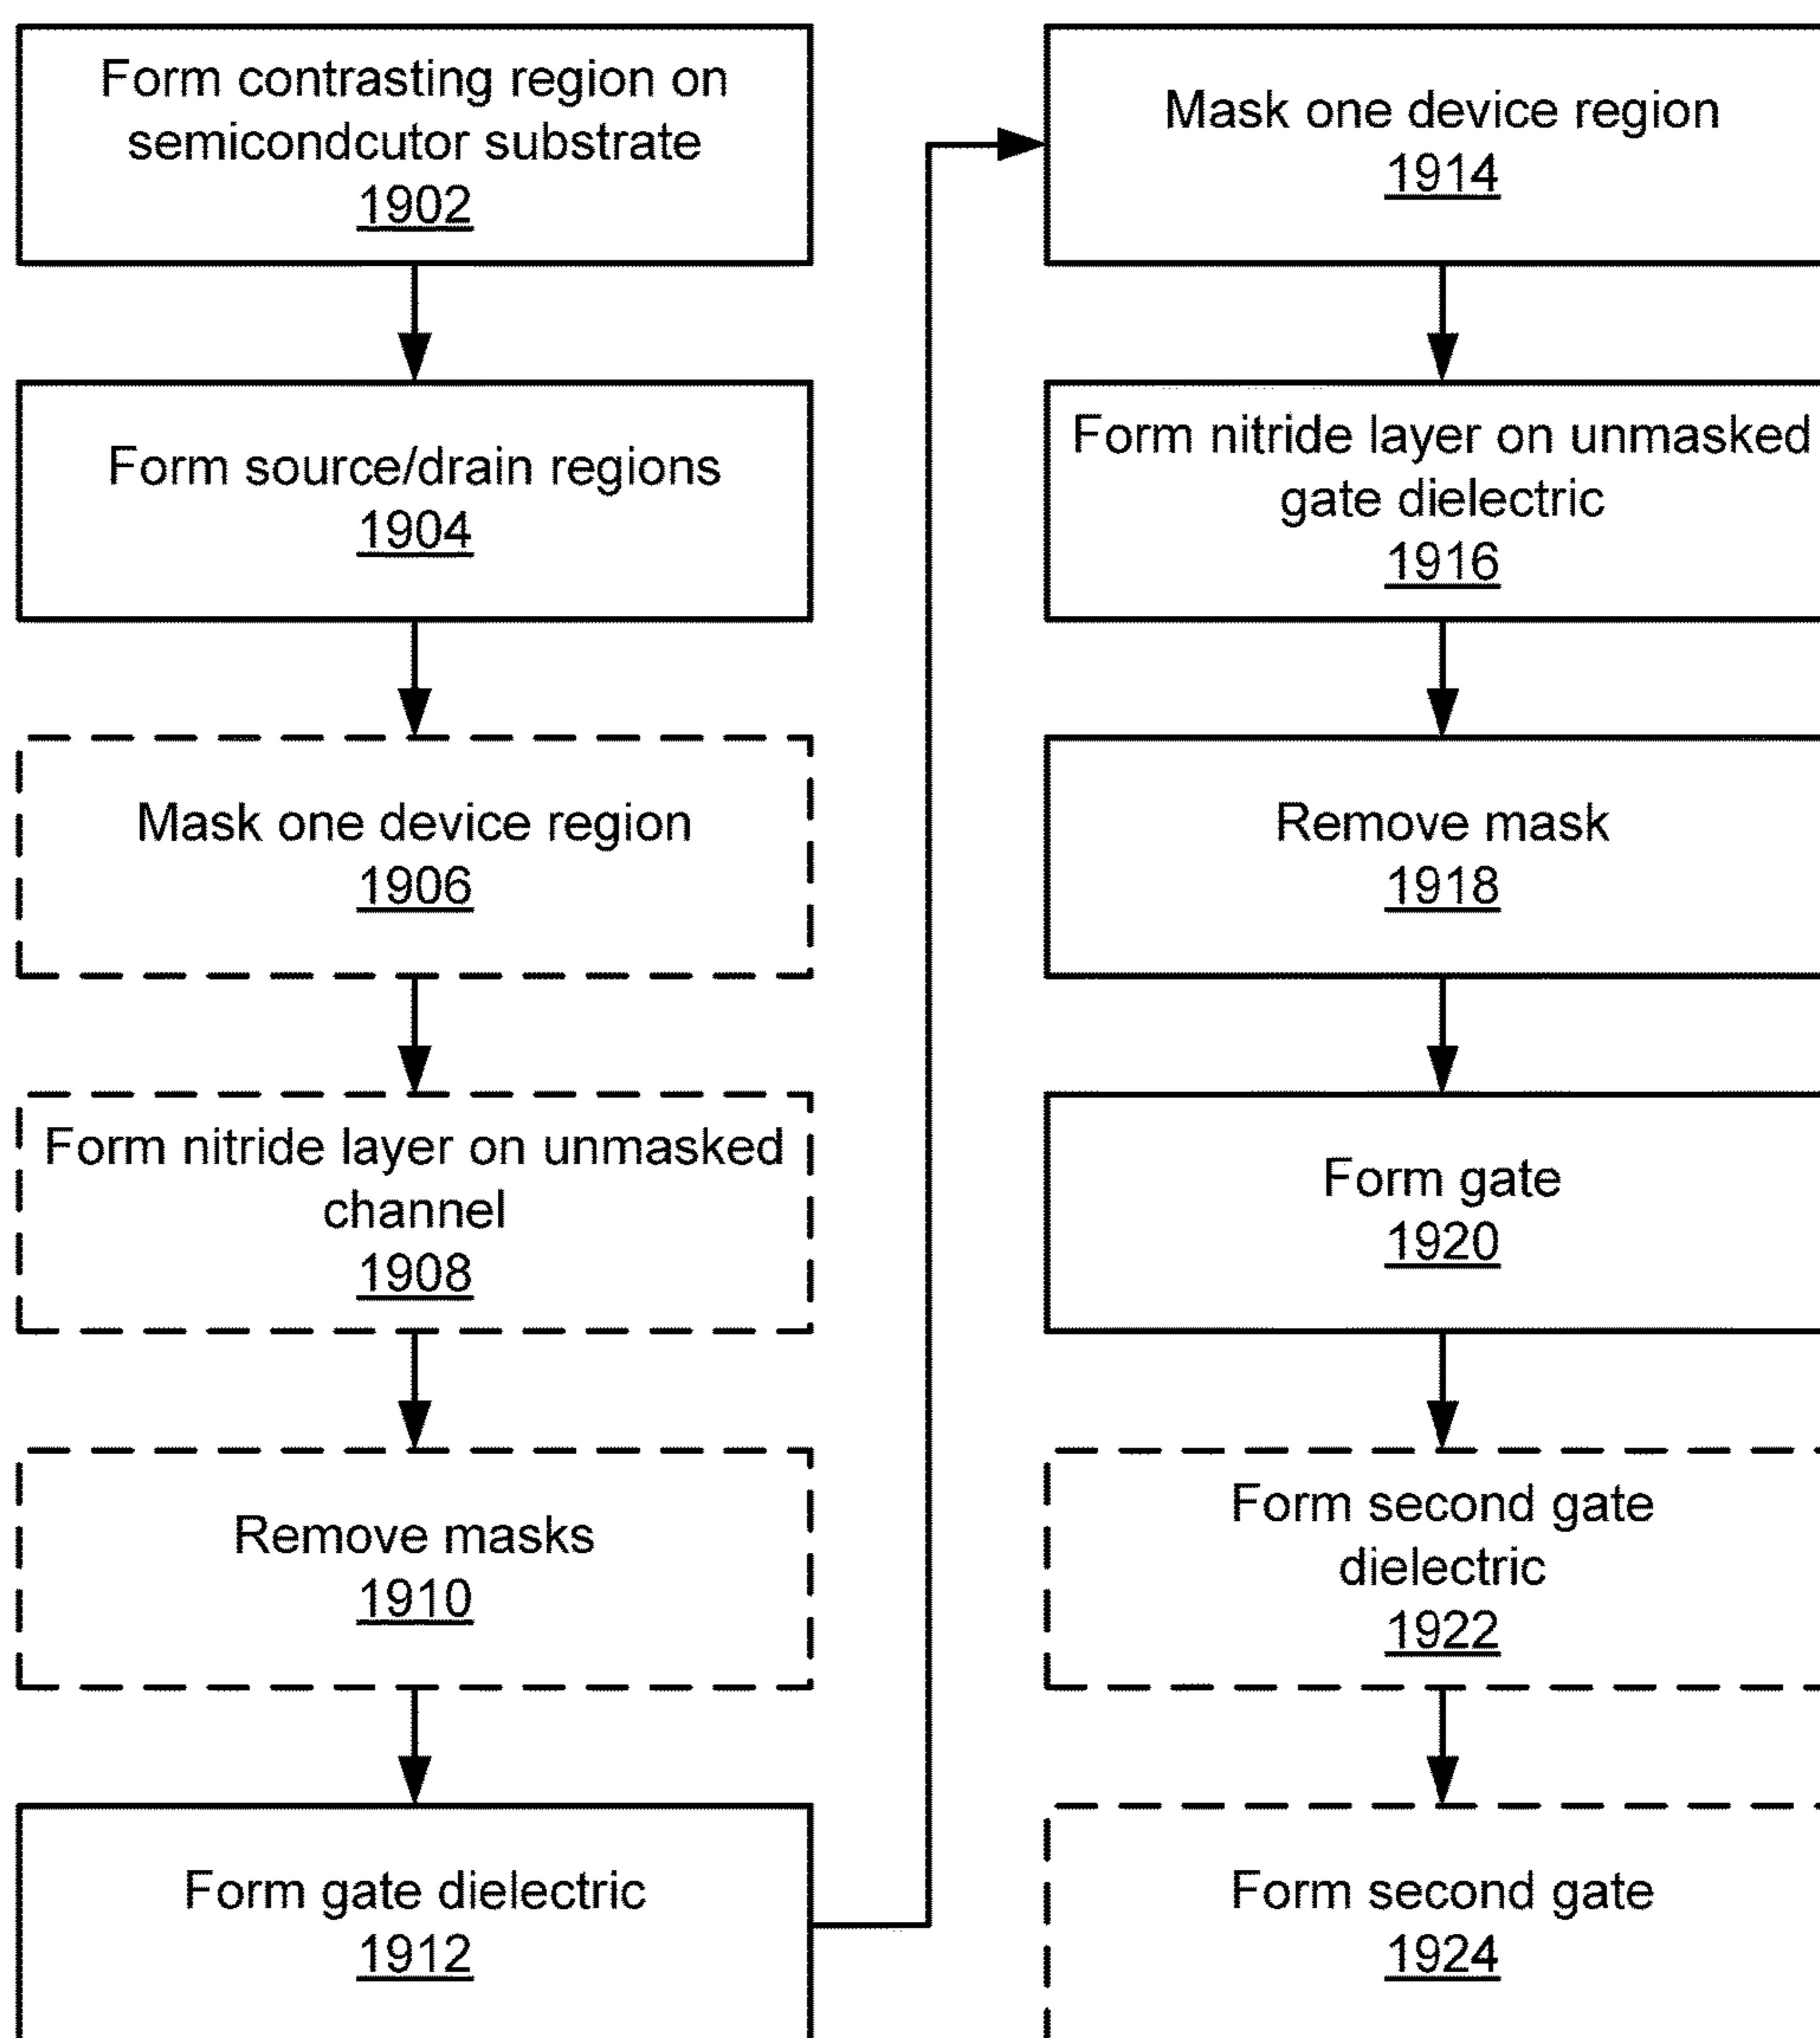 Form contrasting region on
semicondcutor substrate
1902
Form source/drain regions
1904
Mask one device region
1906
Form nitride layer on unmasked
channel
1908
Remove masks
1910
Form gate dielectric
1912
Mask one device region
1914
Form nitride layer on unmasked
gate dielectric
1916
Remove mask
1918
Form gate
1920
Form second gate
dielectric
1922
Form second gate
1924